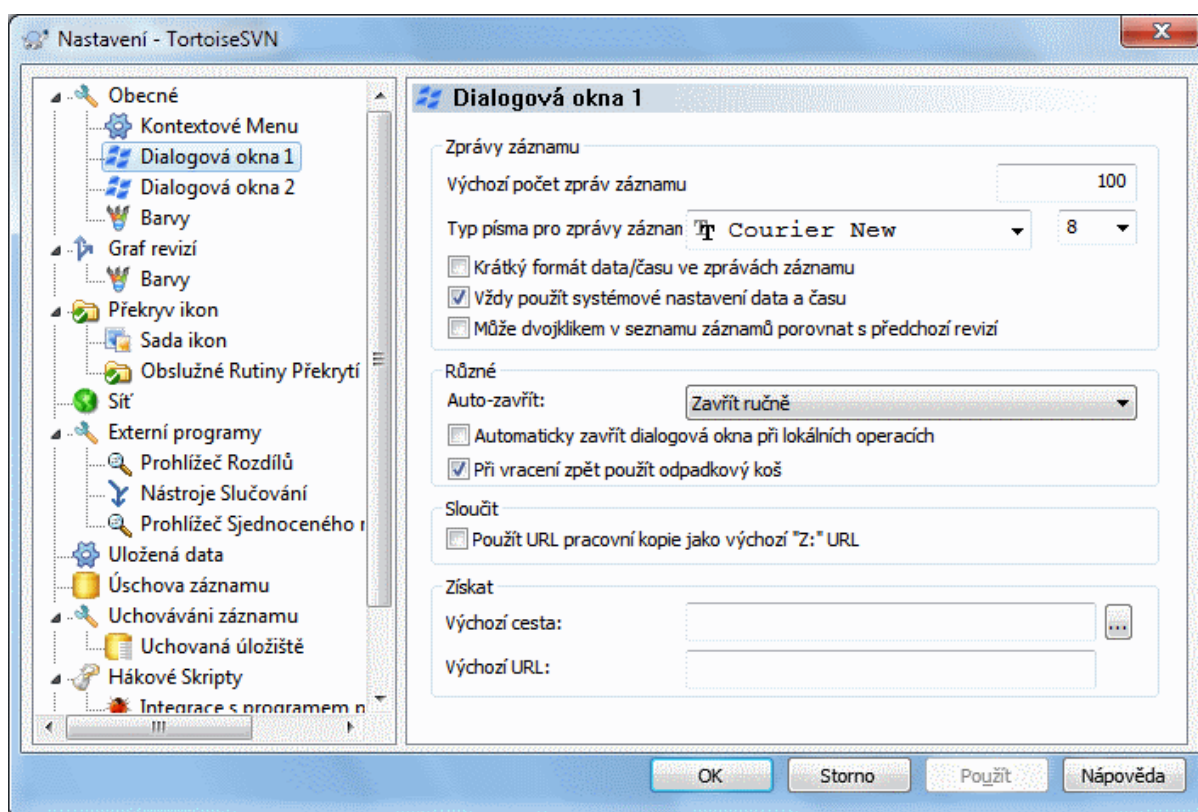 Nastavení - TortoiseSVN
Obecné
Kontextové Menu
Dialogová okna 1
Dialogová okna 2
Barvy
Graf revizí
Barvy
Překryv ikon
Sada ikon
Obslužné Rutiny Překrytí
Síť
Externí programy
Prohlížeč Rozdílů
Nástroje Slučování
Prohlížeč Sjednoceného r
Uložená data
Úschova záznamu
Uchováváni záznamu
Uchovaná úložiště
Hákové Skripty
Integrace s programem p
Dialogová okna 1
Zprávy záznamu
Výchozí počet zpráv záznamu 100
Typ písma pro zprávy záznam Courier New 8
Krátký formát data/času ve zprávách záznamu
Vždy použít systémové nastavení data a času
Může dvojklikem v seznamu záznamů porovnat s předchozí revizí
Různé
Auto-zavřít: Zavřít ručně
Automaticky zavřít dialogová okna při lokálních operacích
Při vracení zpět použít odpadkový koš
Sloučit
Použít URL pracovní kopie jako výchozí "Z:" URL
Získat
Výchozí cesta: ...
Výchozí URL:
OK Storno Použít Nápověda